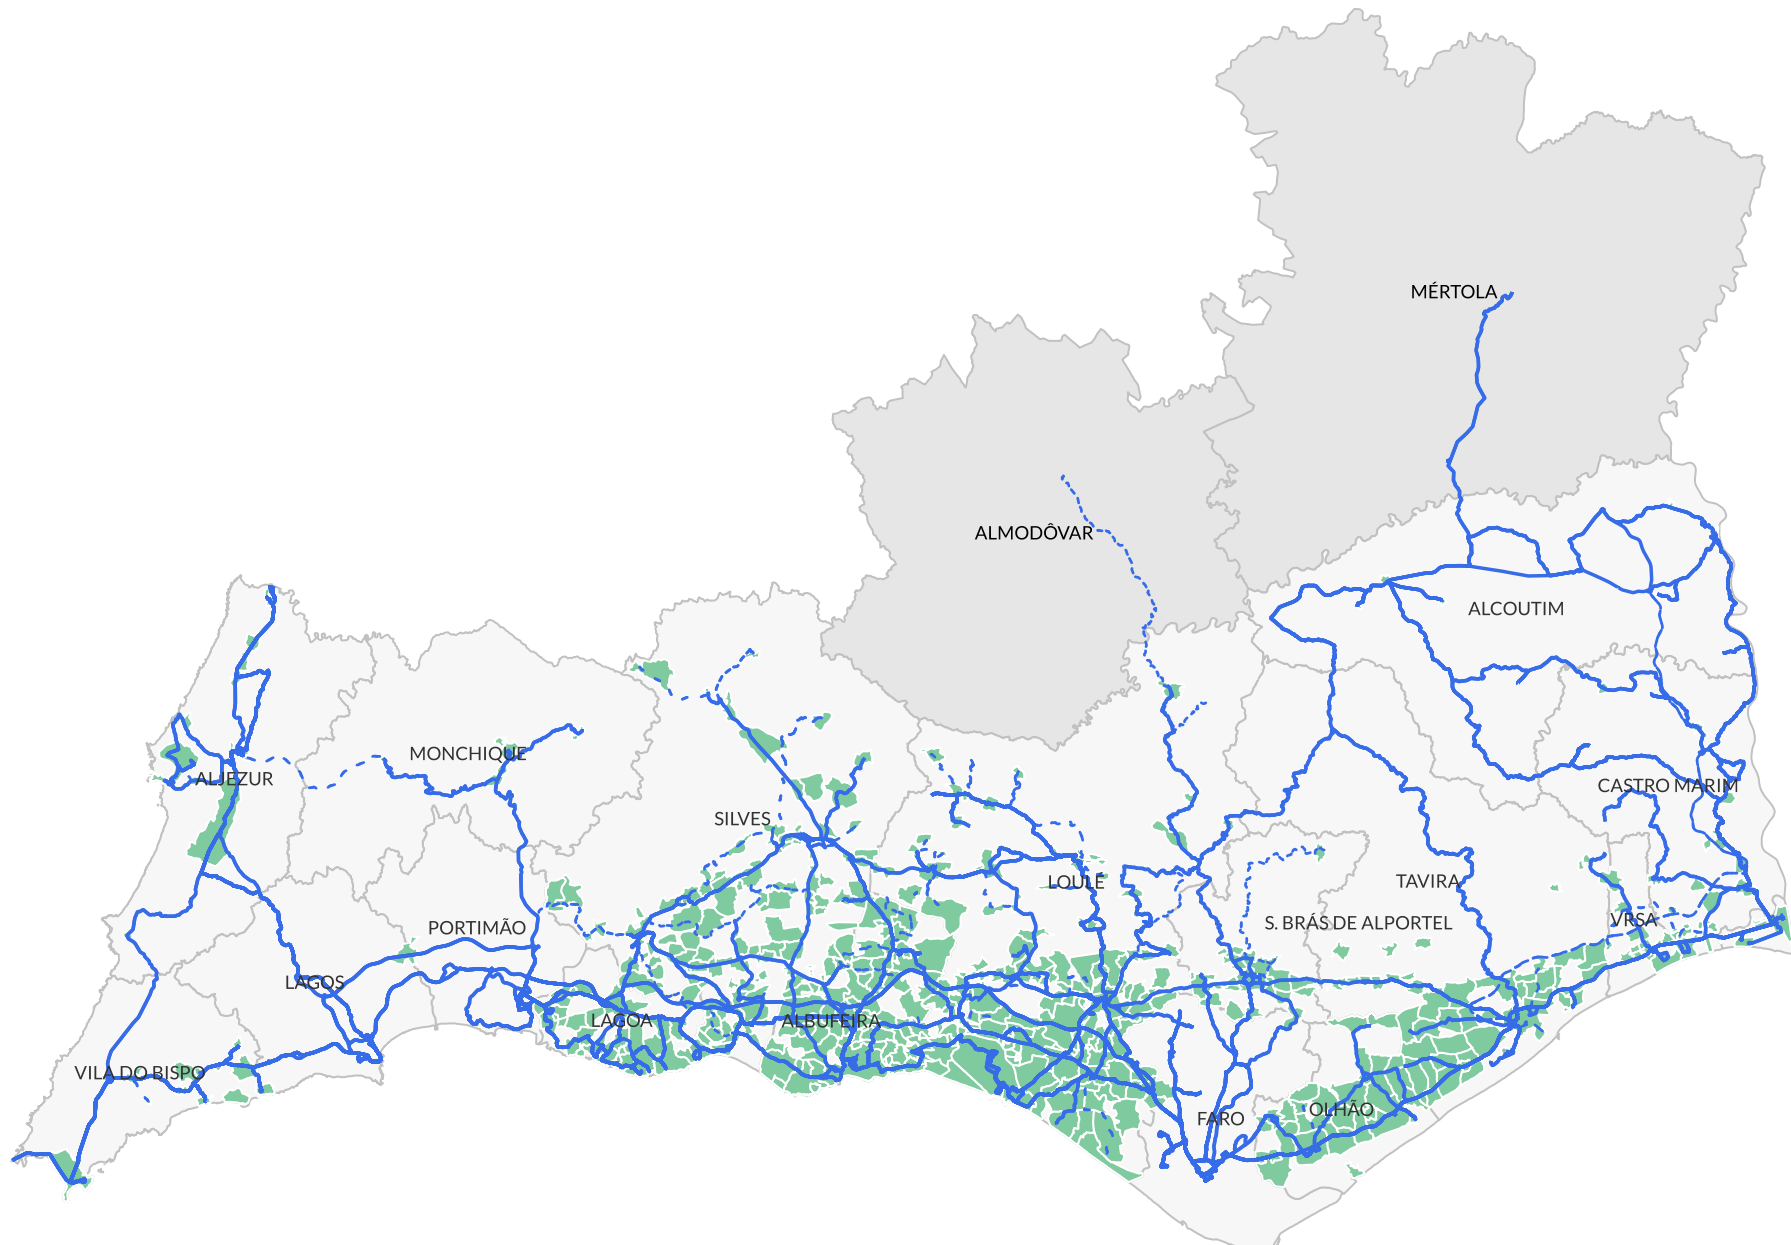 MÉRTOLA
ALMODÔVAR
ALCOUTIM
MONCHIQUE
ALJEZUR
CASTRO MARIM
SILVES
LOULÉ
TAVIRA
S. BRÁS DE ALPORTEL
VRSA
PORTIMÃO
LAGOS
LAGOA
ALBUFEIRA
VILA DO BISPO
OLHÃO
FARO